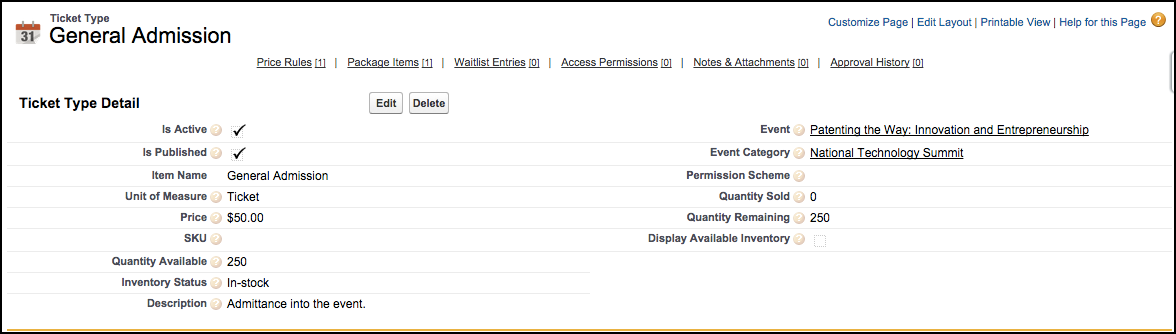 Ticket Type
General Admission
31
Customize Page | Edit Layout | Printable View | Help for this Page ?
Price Rules [1] | Package Items [1] | Waitlist Entries [0] | Access Permissions [0] | Notes & Attachments [0] | Approval History [0]
Ticket Type Detail Edit Delete
Is Active ? Event ? Patenting the Way: Innovation and Entrepreneurship
Is Published ? Event Category ? National Technology Summit
Item Name General Admission Permission Scheme ?
Unit of Measure ? Ticket Quantity Sold ? 0
Price ? $50.00 Quantity Remaining ? 250
SKU ? Display Available Inventory ?
Quantity Available ? 250
Inventory Status ? In-stock
Description ? Admittance into the event.